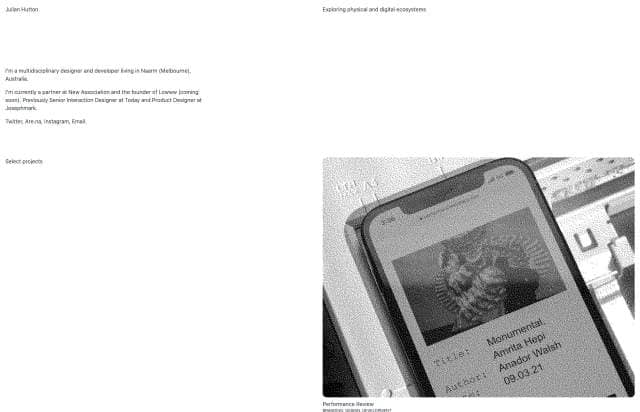 Julian Hutton
Exploring physical and digital ecosystems
I'm a multidisciplinary designer and developer living in Naarm (Melbourne),
Australia.
I'm currently a partner at New Association and the founder of Lowww (coming
soon). Previously Senior Interaction Designer at Today and Product Designer at
Josephmark.
Twitter, Are.na, Instagram, Email.
Select projects
Monumental.
Title:
Amrita Hepi
Author:
Anador Walsh
09.03.21
Performance Review